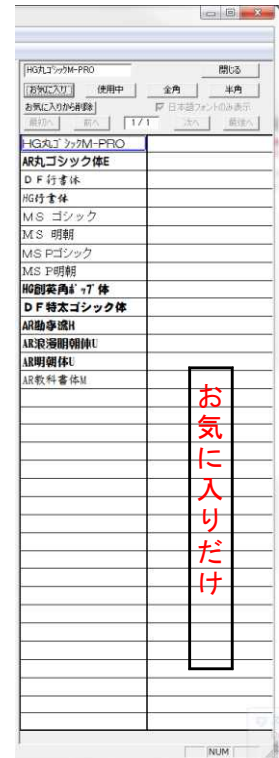 HG丸ゴシックM-PRO 閉じる
お気に入り 使用中 全角 半角
お気に入りから削除 日本語フォントのみ表示
最初へ 前へ 1 / 1 次へ 最後へ
HG丸ゴシックM-PRO
AR丸ゴシック体E
DF行書体
HG行書体
MS ゴシック
MS 明朝
MS Pゴシック
MS P明朝
HG創英角ポップ体
DF特太ゴシック体
AR勘亭流H
AR浪漫明朝体U
AR明朝体U
AR教科書体M
お気に入りだけ
NUM